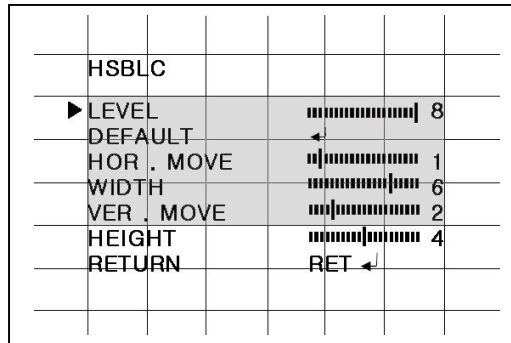 HSBLC
LEVEL 8
DEFAULT ↲
HOR . MOVE 1
WIDTH 6
VER . MOVE 2
HEIGHT 4
RETURN RET ↲